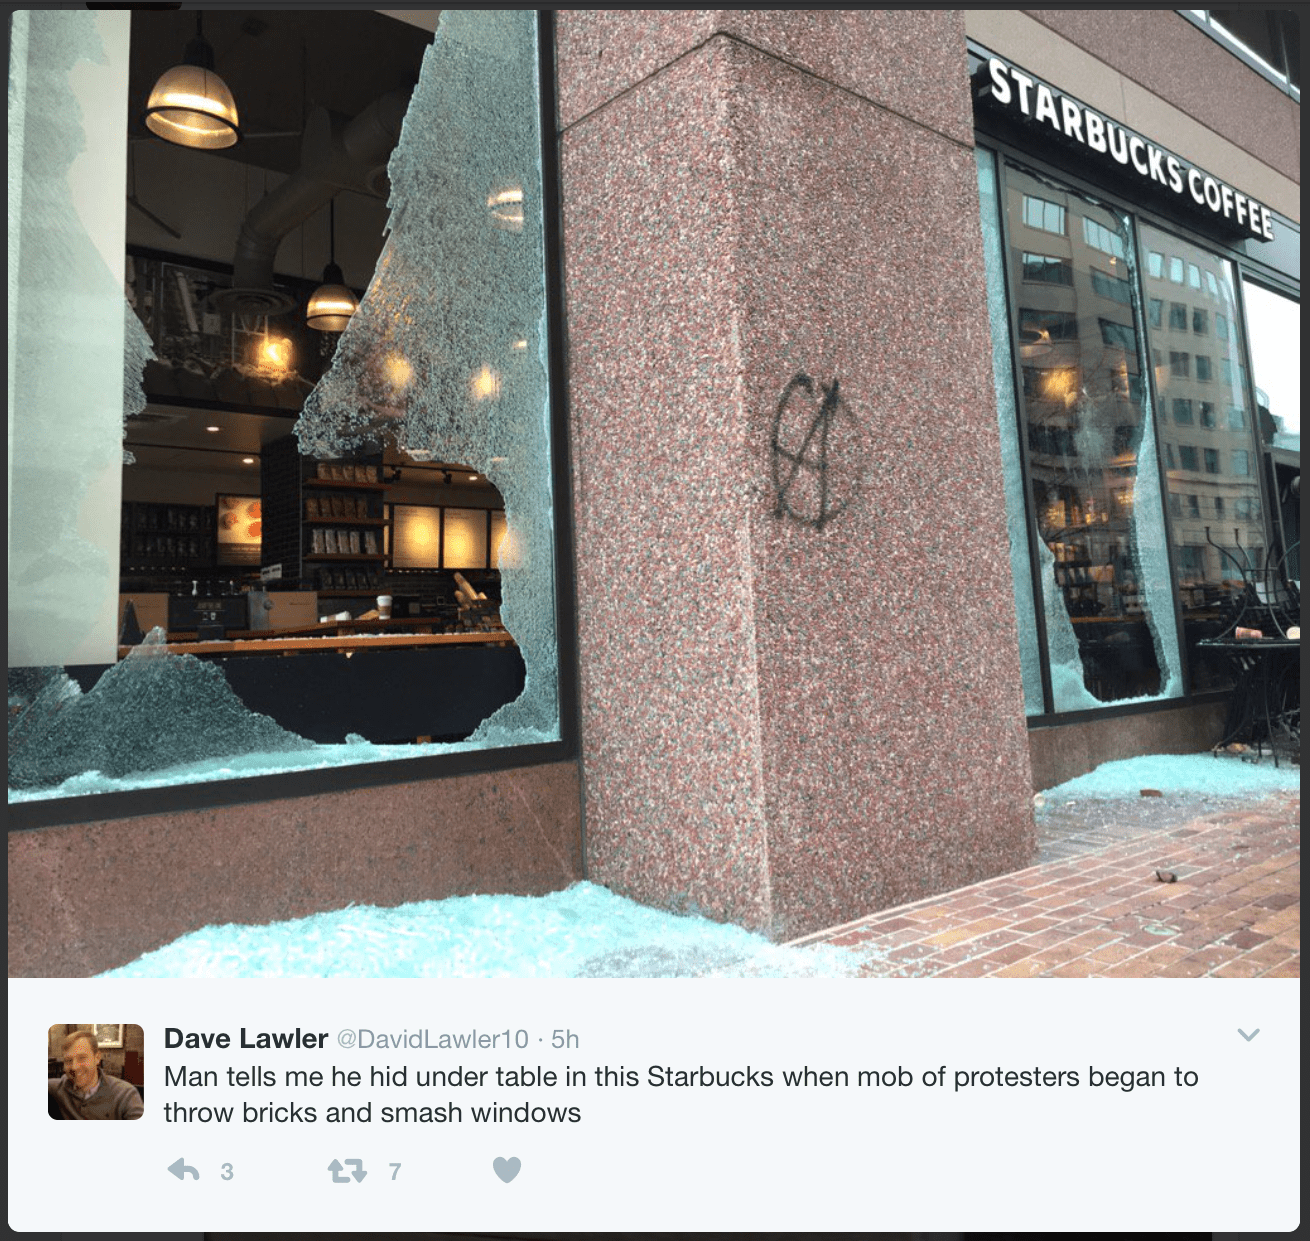 STARBUCKS COFFEE
Dave Lawler @DavidLawler10 · 5h
Man tells me he hid under table in this Starbucks when mob of protesters began to
throw bricks and smash windows
3 7